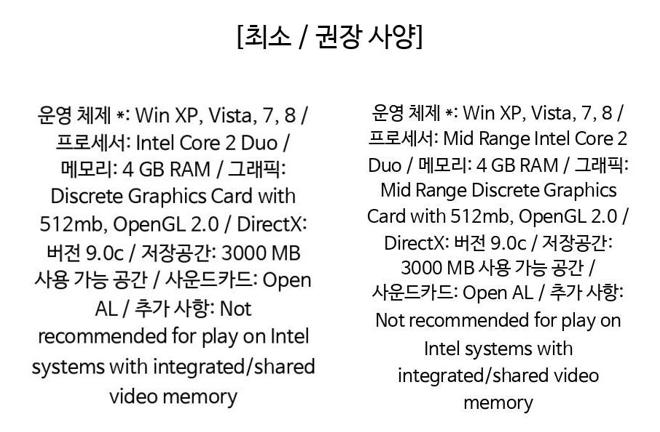 [최소 / 권장 사양]
운영 체제 *: Win XP, Vista, 7, 8 /
프로세서: Intel Core 2 Duo /
메모리: 4 GB RAM / 그래픽:
Discrete Graphics Card with
512mb, OpenGL 2.0 / DirectX:
버전 9.0c / 저장공간: 3000 MB
사용 가능 공간 / 사운드카드: Open
AL / 추가 사항: Not
recommended for play on Intel
systems with integrated/shared
video memory
운영 체제 *: Win XP, Vista, 7, 8 /
프로세서: Mid Range Intel Core 2
Duo / 메모리: 4 GB RAM / 그래픽:
Mid Range Discrete Graphics
Card with 512mb, OpenGL 2.0 /
DirectX: 버전 9.0c / 저장공간:
3000 MB 사용 가능 공간 /
사운드카드: Open AL / 추가 사항:
Not recommended for play on
Intel systems with
integrated/shared video
memory